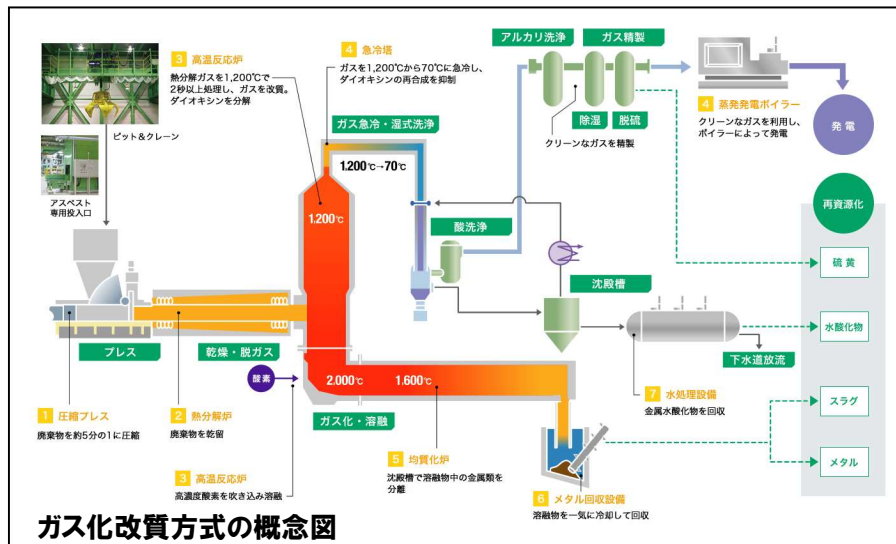 3 高温反応炉
熱分解ガスを1,200℃で
2秒以上処理し、ガスを改質。
ダイオキシンを分解
4 急冷塔
ガスを1,200℃から70℃に急冷し、
ダイオキシンの再合成を抑制
アルカリ洗浄
ガス精製
除湿
脱硫
クリーンなガスを精製
4 蒸発発電ボイラー
クリーンなガスを利用し、
ボイラーによって発電
発電
ピット&クレーン
アスベスト
専用投入口
ガス急冷・湿式洗浄
1.200℃→70℃
1.200℃
酸洗浄
再資源化
硫黄
沈殿槽
水酸化物
下水道放流
プレス
乾燥・脱ガス
酸素
2.000℃
1.600℃
ガス化・溶融
7 水処理設備
金属水酸化物を回収
スラグ
メタル
1 圧縮プレス
廃棄物を約5分の1に圧縮
2 熱分解炉
廃棄物を乾留
3 高温反応炉
高濃度酸素を吹き込み溶融
5 均質化炉
沈殿槽で溶融物中の金属類を
分離
6 メタル回収設備
溶融物を一気に冷却して回収
ガス化改質方式の概念図